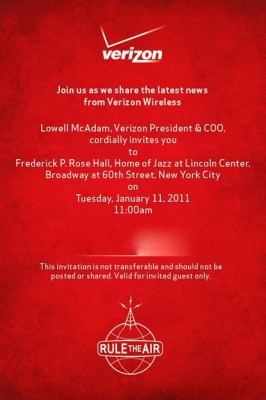 verizon
Join us as we share the latest news
from Verizon Wireless
Lowell McAdam, Verizon President & COO,
cordially invites you
to
Frederick P. Rose Hall, Home of Jazz at Lincoln Center,
Broadway at 60th Street, New York City
on
Tuesday, January 11, 2011
11:00am
This invitation is not transferable and should not be
posted or shared. Valid for invited guest only.
RULE THE AIR